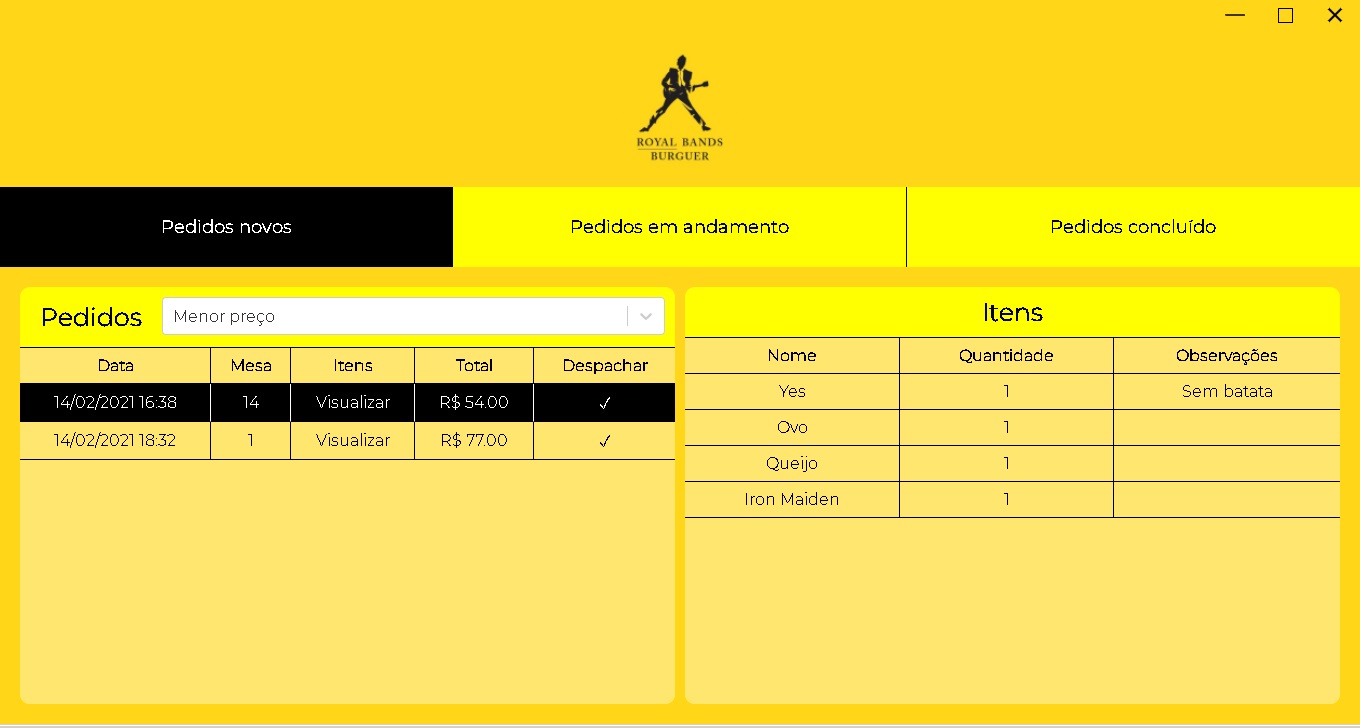 ROYAL BANDS
BURGUER
Pedidos novos Pedidos em andamento Pedidos concluído
Pedidos Menor preço
Data Mesa Itens Total Despachar
14/02/2021 16:38 14 Visualizar R$ 54.00 ✓
14/02/2021 18:32 1 Visualizar R$ 77.00 ✓
Itens
Nome Quantidade Observações
Yes 1 Sem batata
Ovo 1
Queijo 1
Iron Maiden 1